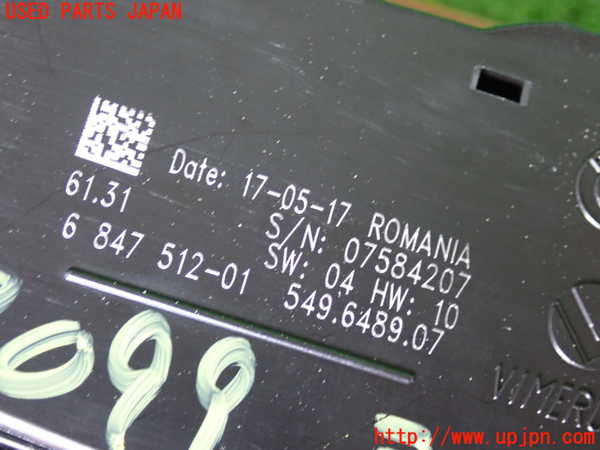 USED PARTS JAPAN
Date: 17-05-17 ROMANIA
61.31 S/N: 07584207
6 847 512-01 SW: 04 HW: 10
549.6489.07
099
http://www.upjpn.com/